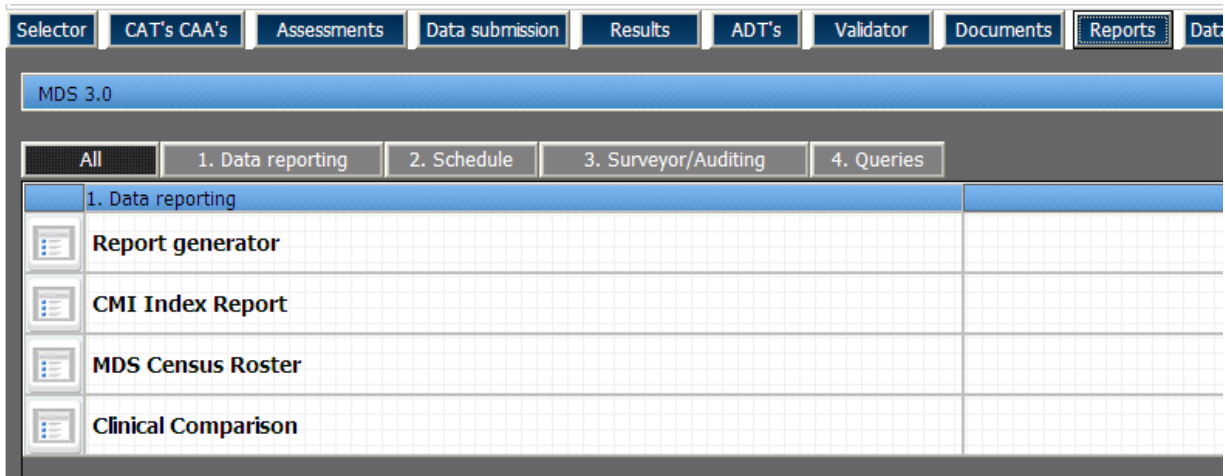 Selector CAT's CAA's Assessments Data submission Results ADT's Validator Documents Reports
MDS 3.0
All 1. Data reporting 2. Schedule 3. Surveyor/Auditing 4. Queries
1. Data reporting
Report generator
CMI Index Report
MDS Census Roster
Clinical Comparison